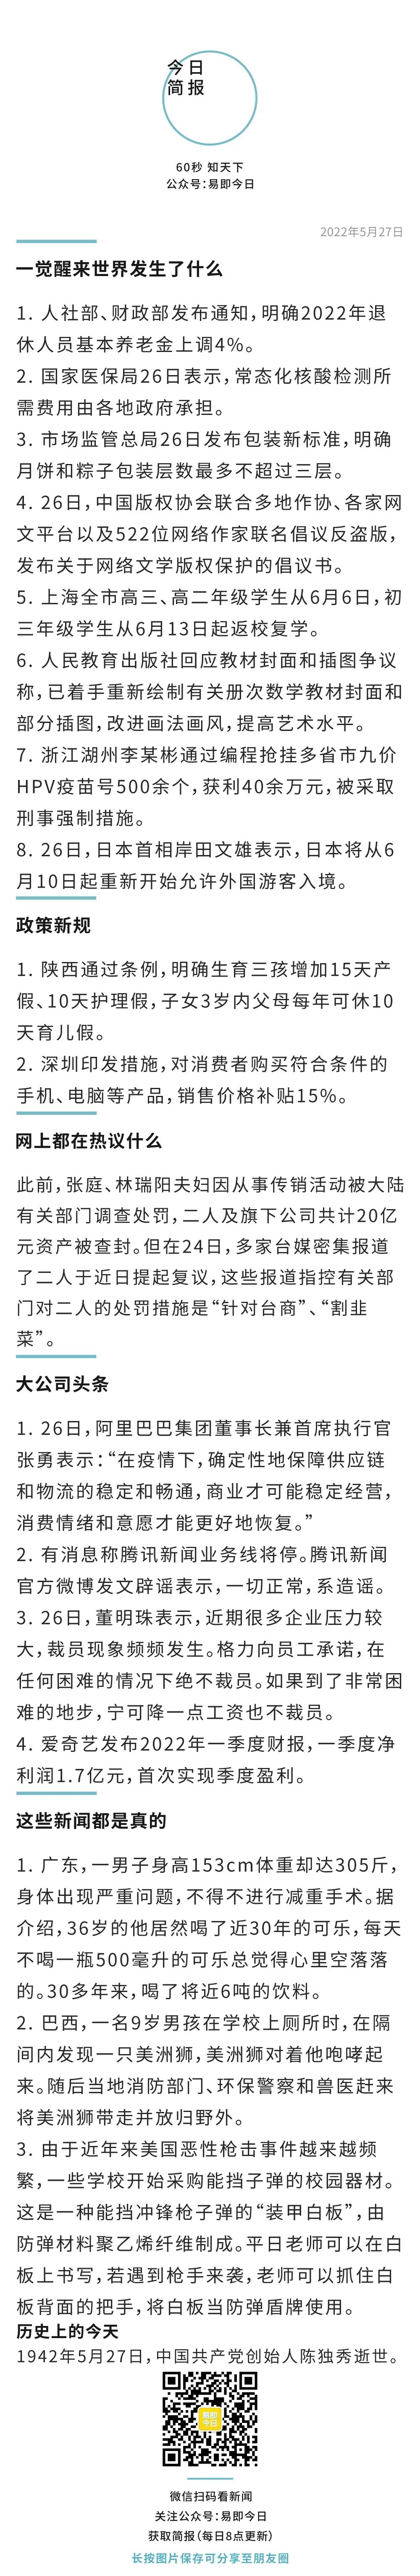 今日
简报
60秒 知天下
公众号：易即今日
2022年5月27日
一觉醒来世界发生了什么
1. 人社部、财政部发布通知，明确2022年退
休人员基本养老金上调4%。
2. 国家医保局26日表示，常态化核酸检测所
需费用由各地政府承担。
3. 市场监管总局26日发布包装新标准，明确
月饼和粽子包装层数最多不超过三层。
4. 26日，中国版权协会联合多地作协、各家网
文平台以及522位网络作家联名倡议反盗版，
发布关于网络文学版权保护的倡议书。
5. 上海全市高三、高二年级学生从6月6日，初
三年级学生从6月13日起返校复学。
6. 人民教育出版社回应教材封面和插图争议
称，已着手重新绘制有关册次数学教材封面和
部分插图，改进画法画风，提高艺术水平。
7. 浙江湖州李某彬通过编程抢挂多省市九价
HPV疫苗号500余个，获利40余万元，被采取
刑事强制措施。
8. 26日，日本首相岸田文雄表示，日本将从6
月10日起重新开始允许外国游客入境。
政策新规
1. 陕西通过条例，明确生育三孩增加15天产
假、10天护理假，子女3岁内父母每年可休10
天育儿假。
2. 深圳印发措施，对消费者购买符合条件的
手机、电脑等产品，销售价格补贴15%。
网上都在热议什么
此前，张庭、林瑞阳夫妇因从事传销活动被大陆
有关部门调查处罚，二人及旗下公司共计20亿
元资产被查封。但在24日，多家台媒密集报道
了二人于近日提起复议，这些报道指控有关部
门对二人的处罚措施是“针对台商”、“割韭
菜”。
大公司头条
1. 26日，阿里巴巴集团董事长兼首席执行官
张勇表示：“在疫情下，确定性地保障供应链
和物流的稳定和畅通，商业才可能稳定经营，
消费情绪和意愿才能更好地恢复。”
2. 有消息称腾讯新闻业务线将停。腾讯新闻
官方微博发文辟谣表示，一切正常，系造谣。
3. 26日，董明珠表示，近期很多企业压力较
大，裁员现象频频发生。格力向员工承诺，在
任何困难的情况下绝不裁员。如果到了非常困
难的地步，宁可降一点工资也不裁员。
4. 爱奇艺发布2022年一季度财报，一季度净
利润1.7亿元，首次实现季度盈利。
这些新闻都是真的
1. 广东，一男子身高153cm体重却达305斤，
身体出现严重问题，不得不进行减重手术。据
介绍，36岁的他居然喝了近30年的可乐，每天
不喝一瓶500毫升的可乐总觉得心里空落落
的。30多年来，喝了将近6吨的饮料。
2. 巴西，一名9岁男孩在学校上厕所时，在隔
间内发现一只美洲狮，美洲狮对着他咆哮起
来。随后当地消防部门、环保警察和兽医赶来
将美洲狮带走并放归野外。
3. 由于近年来美国恶性枪击事件越来越频
繁，一些学校开始采购能挡子弹的校园器材。
这是一种能挡冲锋枪子弹的“装甲白板”，由
防弹材料聚乙烯纤维制成。平日老师可以在白
板上书写，若遇到枪手来袭，老师可以抓住白
板背面的把手，将白板当防弹盾牌使用。
历史上的今天
1942年5月27日，中国共产党创始人陈独秀逝世。
易即
今日
微信扫码看新闻
关注公众号：易即今日
获取简报（每日8点更新）
长按图片保存可分享至朋友圈